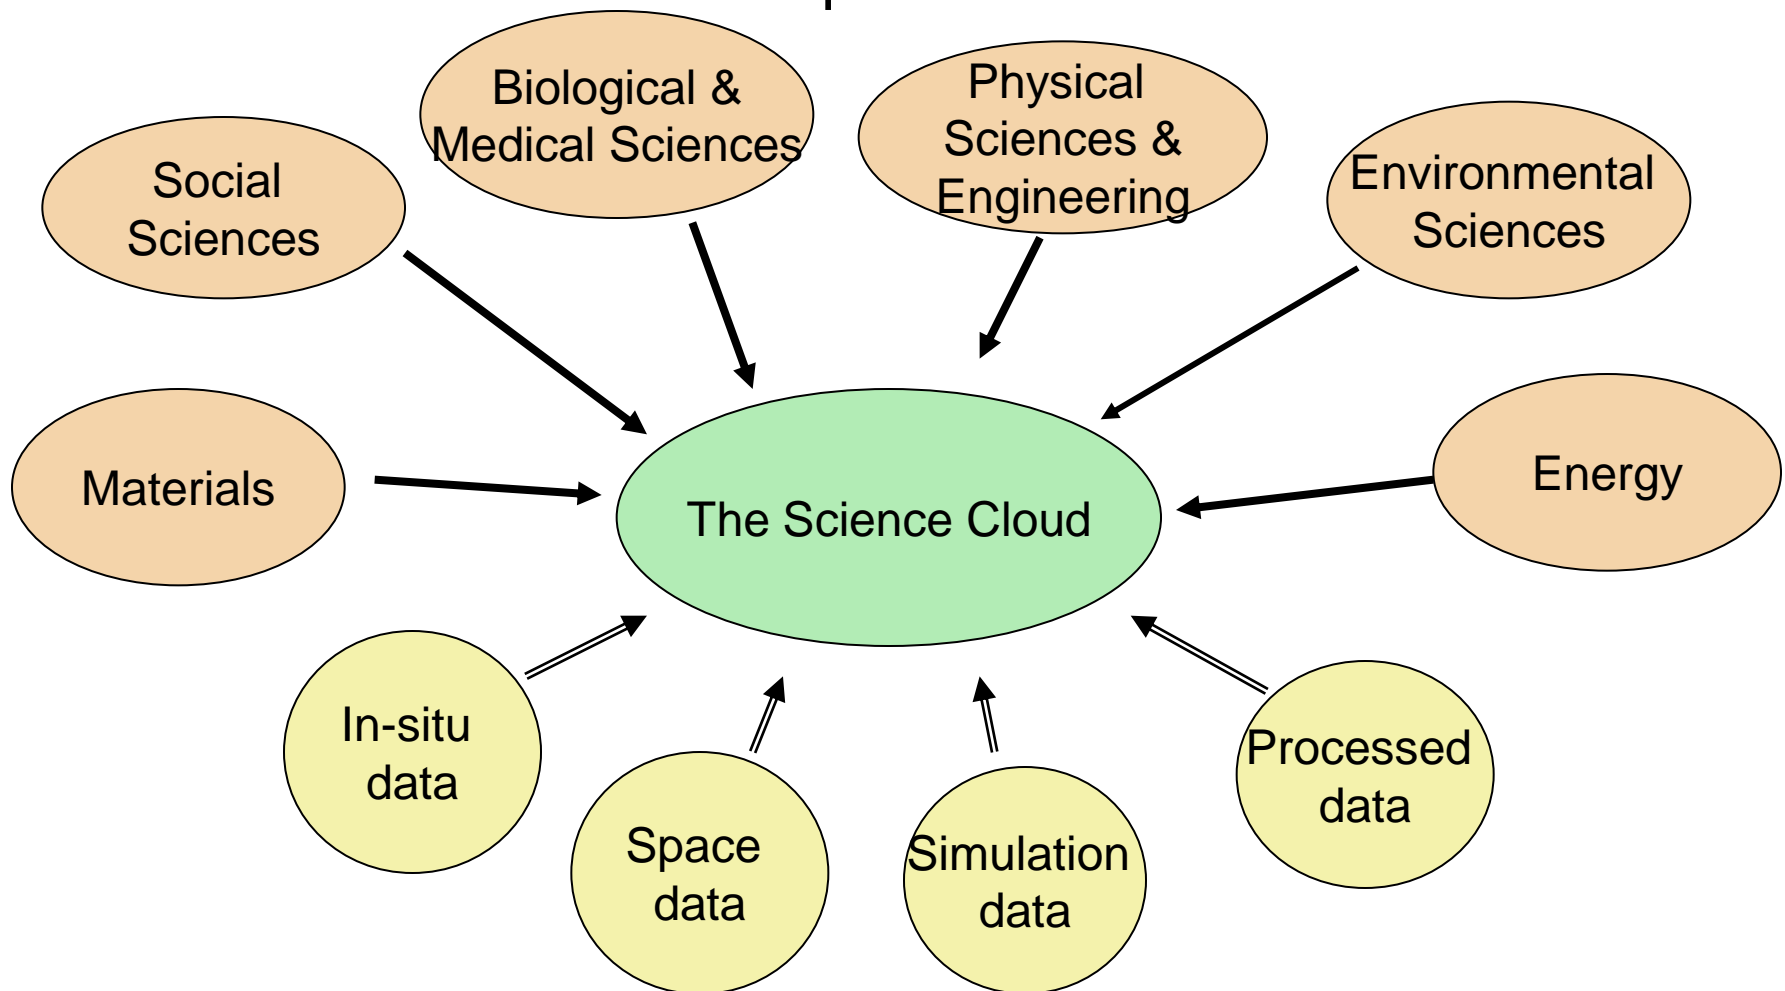 Biological &
Medical Sciences
Physical
Sciences &
Engineering
Social
Sciences
Environmental
Sciences
Materials
The Science Cloud
Energy
In-situ
data
Space
data
Simulation
data
Processed
data